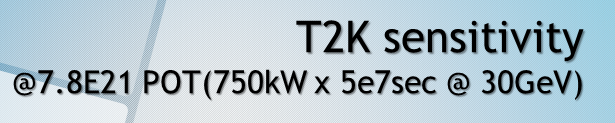 T2K sensitivity
@7.8E21 POT(750kW x 5e7sec @ 30GeV)